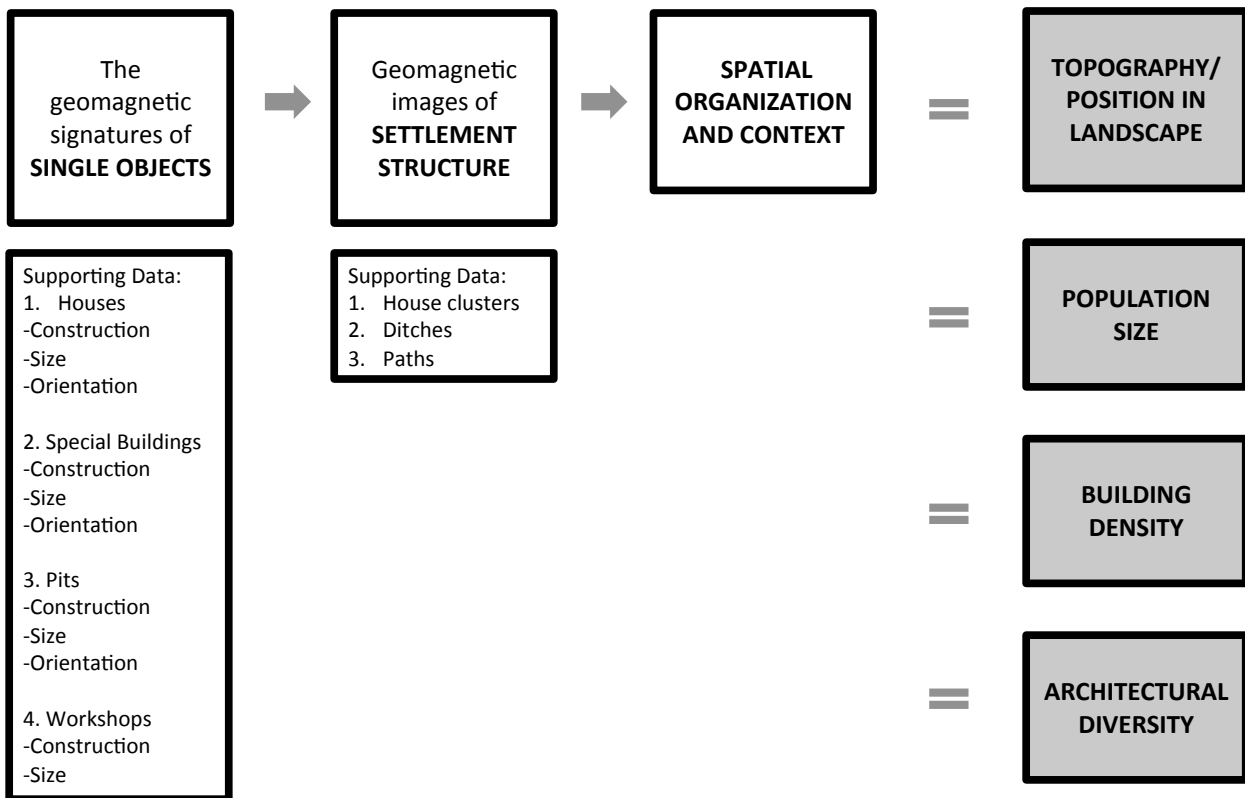 The
geomagnetic
signatures of
SINGLE OBJECTS
Geomagnetic
images of
SETTLEMENT
STRUCTURE
SPATIAL
ORGANIZATION
AND CONTEXT
=
TOPOGRAPHY/
POSITION IN
LANDSCAPE
Supporting Data:
1. Houses
-Construction
-Size
-Orientation
2. Special Buildings
-Construction
-Size
-Orientation
3. Pits
-Construction
-Size
-Orientation
4. Workshops
-Construction
-Size
Supporting Data:
1. House clusters
2. Ditches
3. Paths
=
POPULATION
SIZE
=
BUILDING
DENSITY
=
ARCHITECTURAL
DIVERSITY